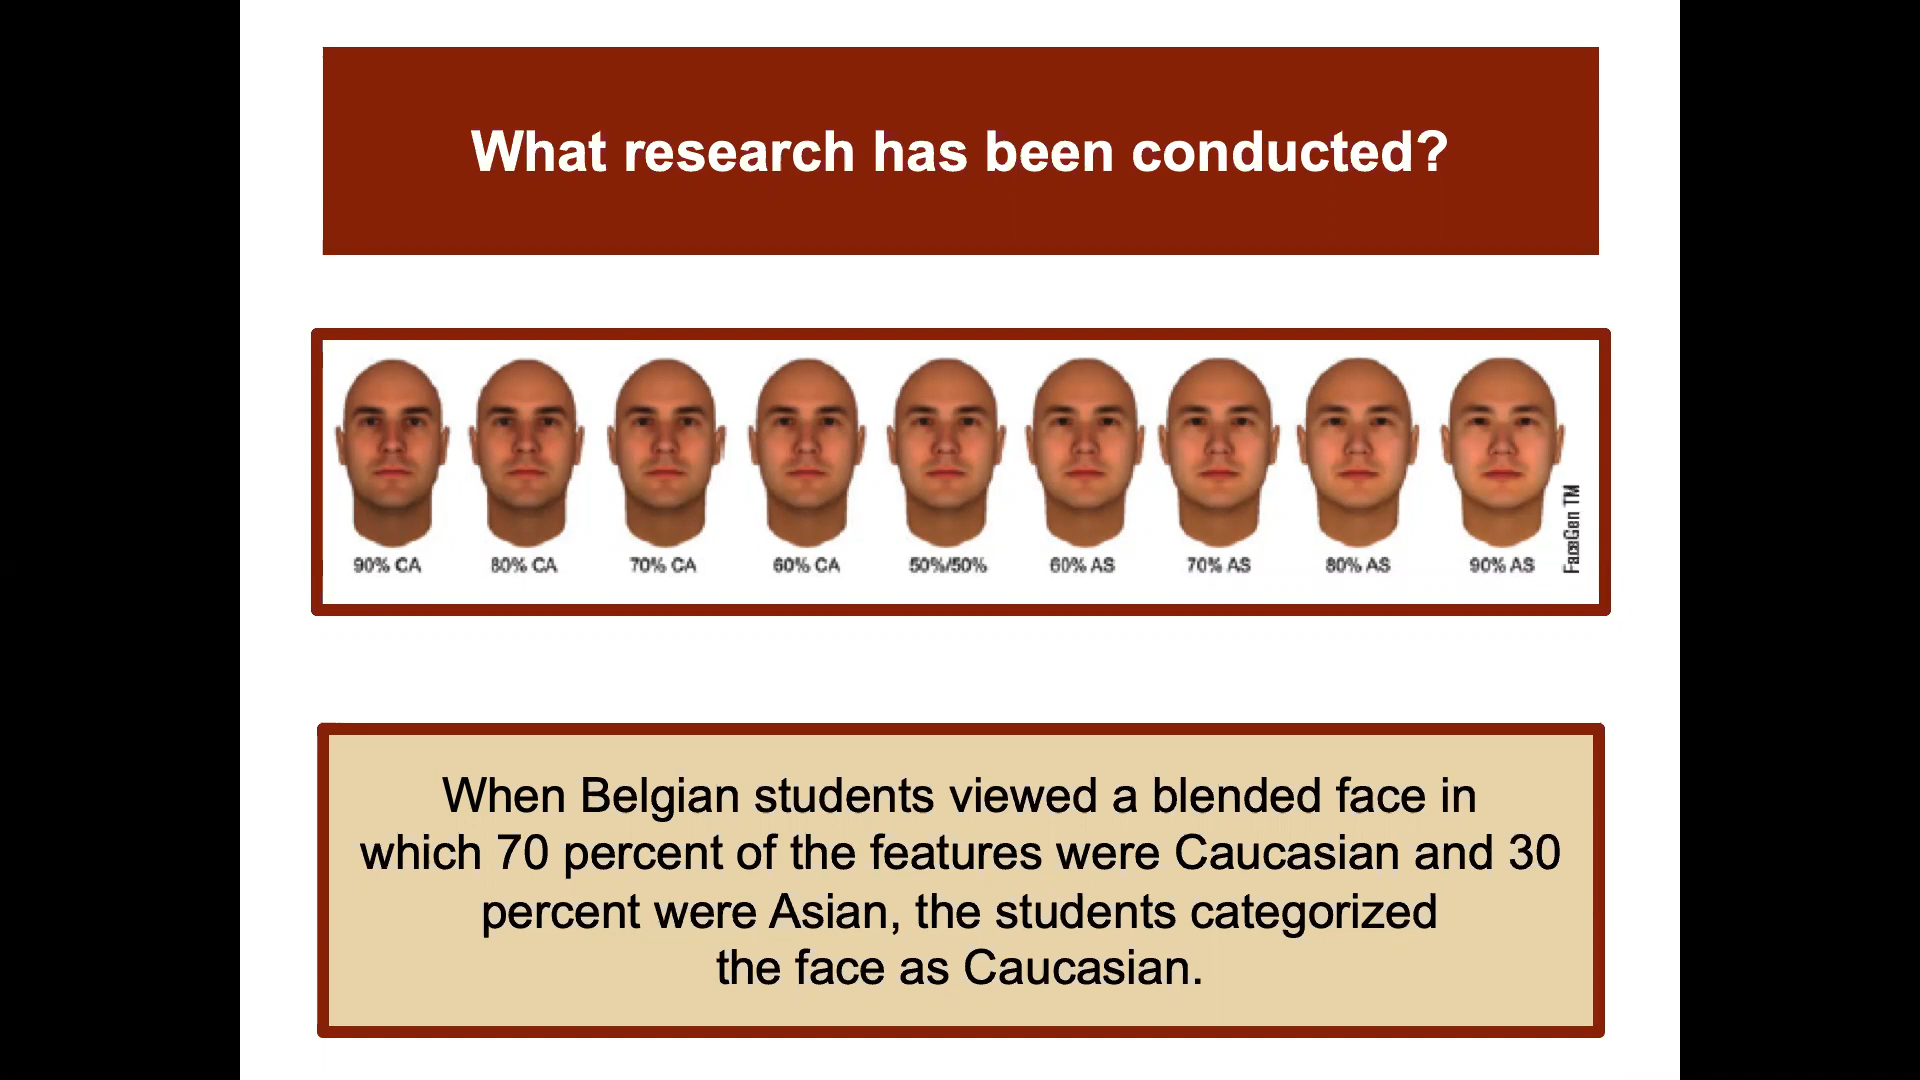 What research has been conducted?
90% CA
80% CA
70% CA
60% CA
50%/50%
60% AS
70% AS
80% AS
90% AS
FaceGen TM
When Belgian students viewed a blended face in
which 70 percent of the features were Caucasian and 30
percent were Asian, the students categorized
the face as Caucasian.